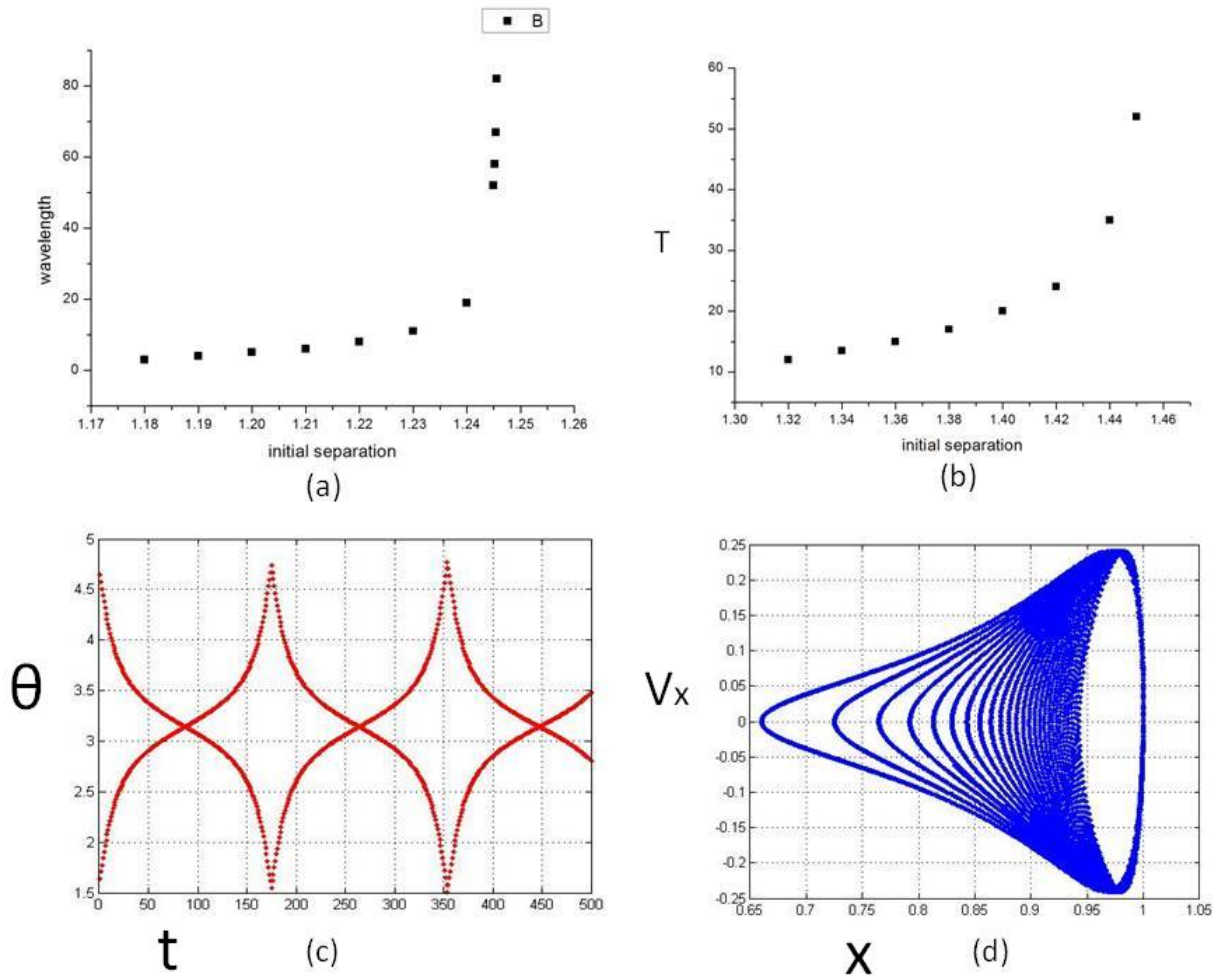 B
80
60
40
20
0
wavelength
1.17 1.18 1.19 1.20 1.21 1.22 1.23 1.24 1.25 1.26
initial separation
(a)
60
50
40
30
20
10
T
1.30 1.32 1.34 1.36 1.38 1.40 1.42 1.44 1.46
initial separation
(b)
5
4.5
4
3.5
3
2.5
2
1.5
θ
0 50 100 150 200 250 300 350 400 450 500
t (c)
0.25
0.2
0.15
0.1
0.05
0
-0.05
-0.1
-0.15
-0.2
-0.25
Vx
0.65 0.7 0.75 0.8 0.85 0.9 0.95 1 1.05
x (d)